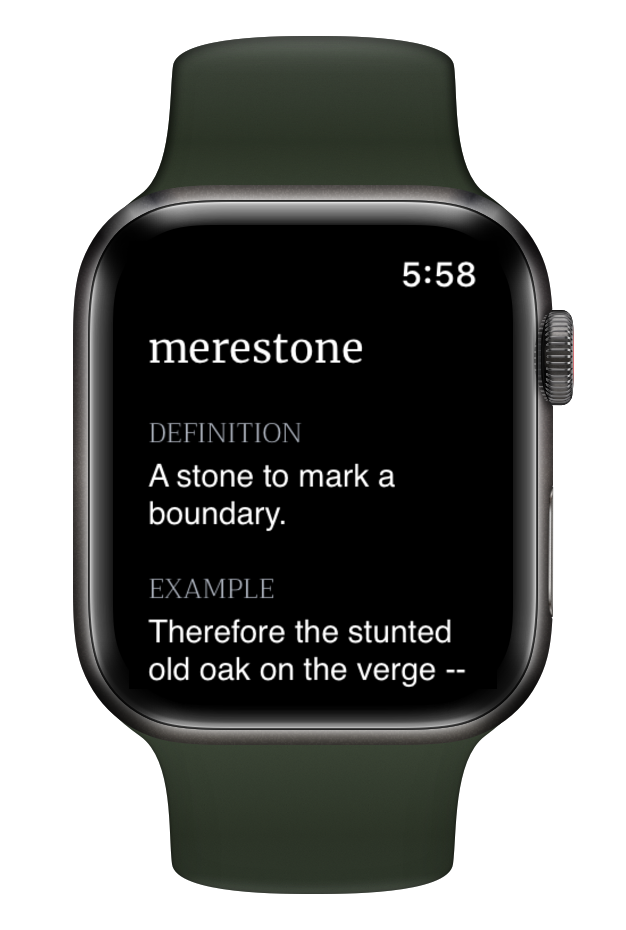 5:58
merestone
DEFINITION
A stone to mark a
boundary.
EXAMPLE
Therefore the stunted
old oak on the verge --